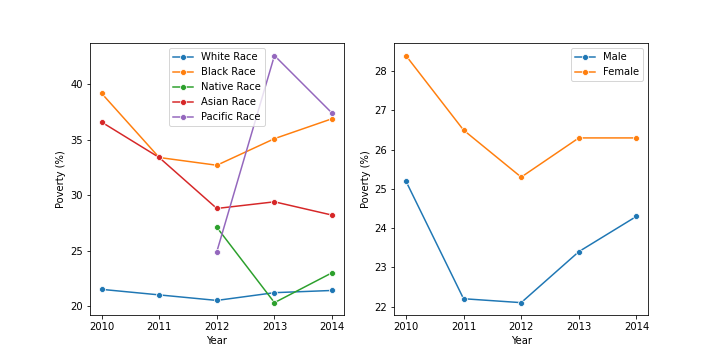 White Race
Black Race
Native Race
Asian Race
Pacific Race
40
35
30
25
20
Poverty (%)
2010 2011 2012 2013 2014
Year
Male
Female
28
27
26
25
24
23
22
Poverty (%)
2010 2011 2012 2013 2014
Year